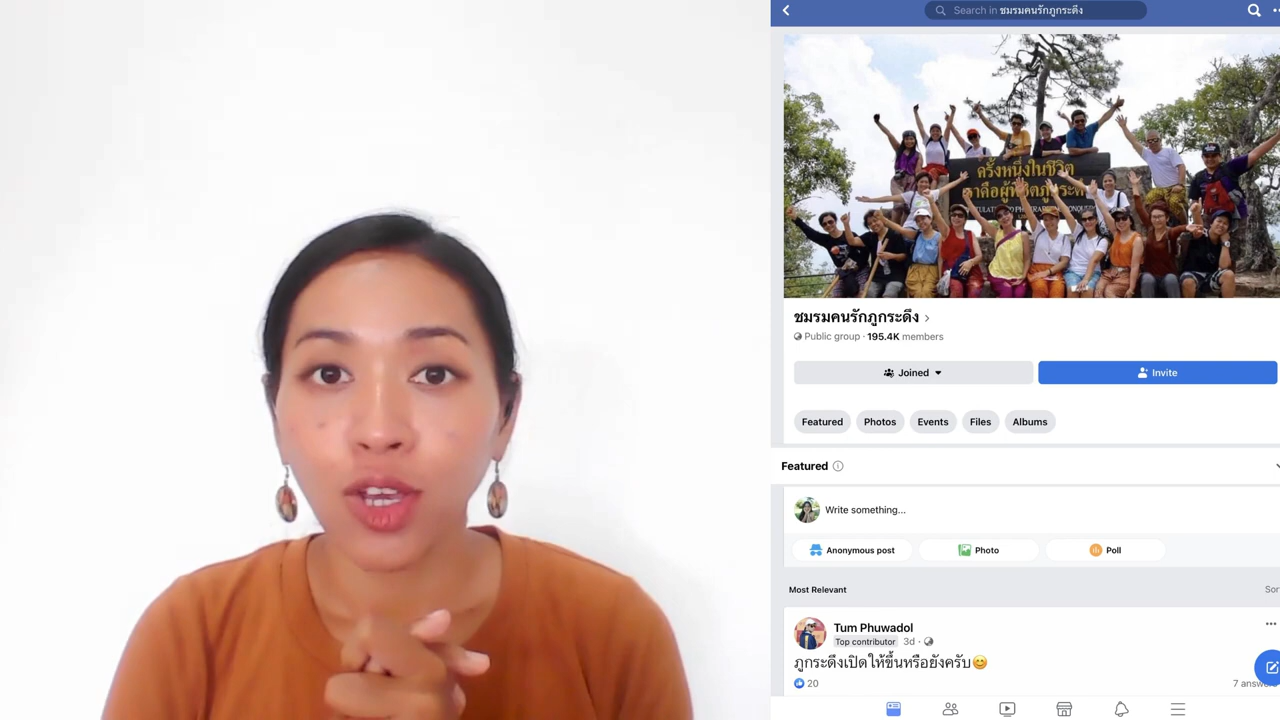 Search in ชมรมคนรักภูกระดึง
ครั้งหนึ่งในชีวิต
ชมรมคนรักภูกระดึง
Public group · 195.4K members
Joined
Invite
Featured
Photos
Events
Files
Albums
Featured
Write something...
Anonymous post
Photo
Poll
Most Relevant
Tum Phuwadol
Top contributor 3d ·
ภูกระดึงเปิดให้ขึ้นหรือยังครับ😊
20